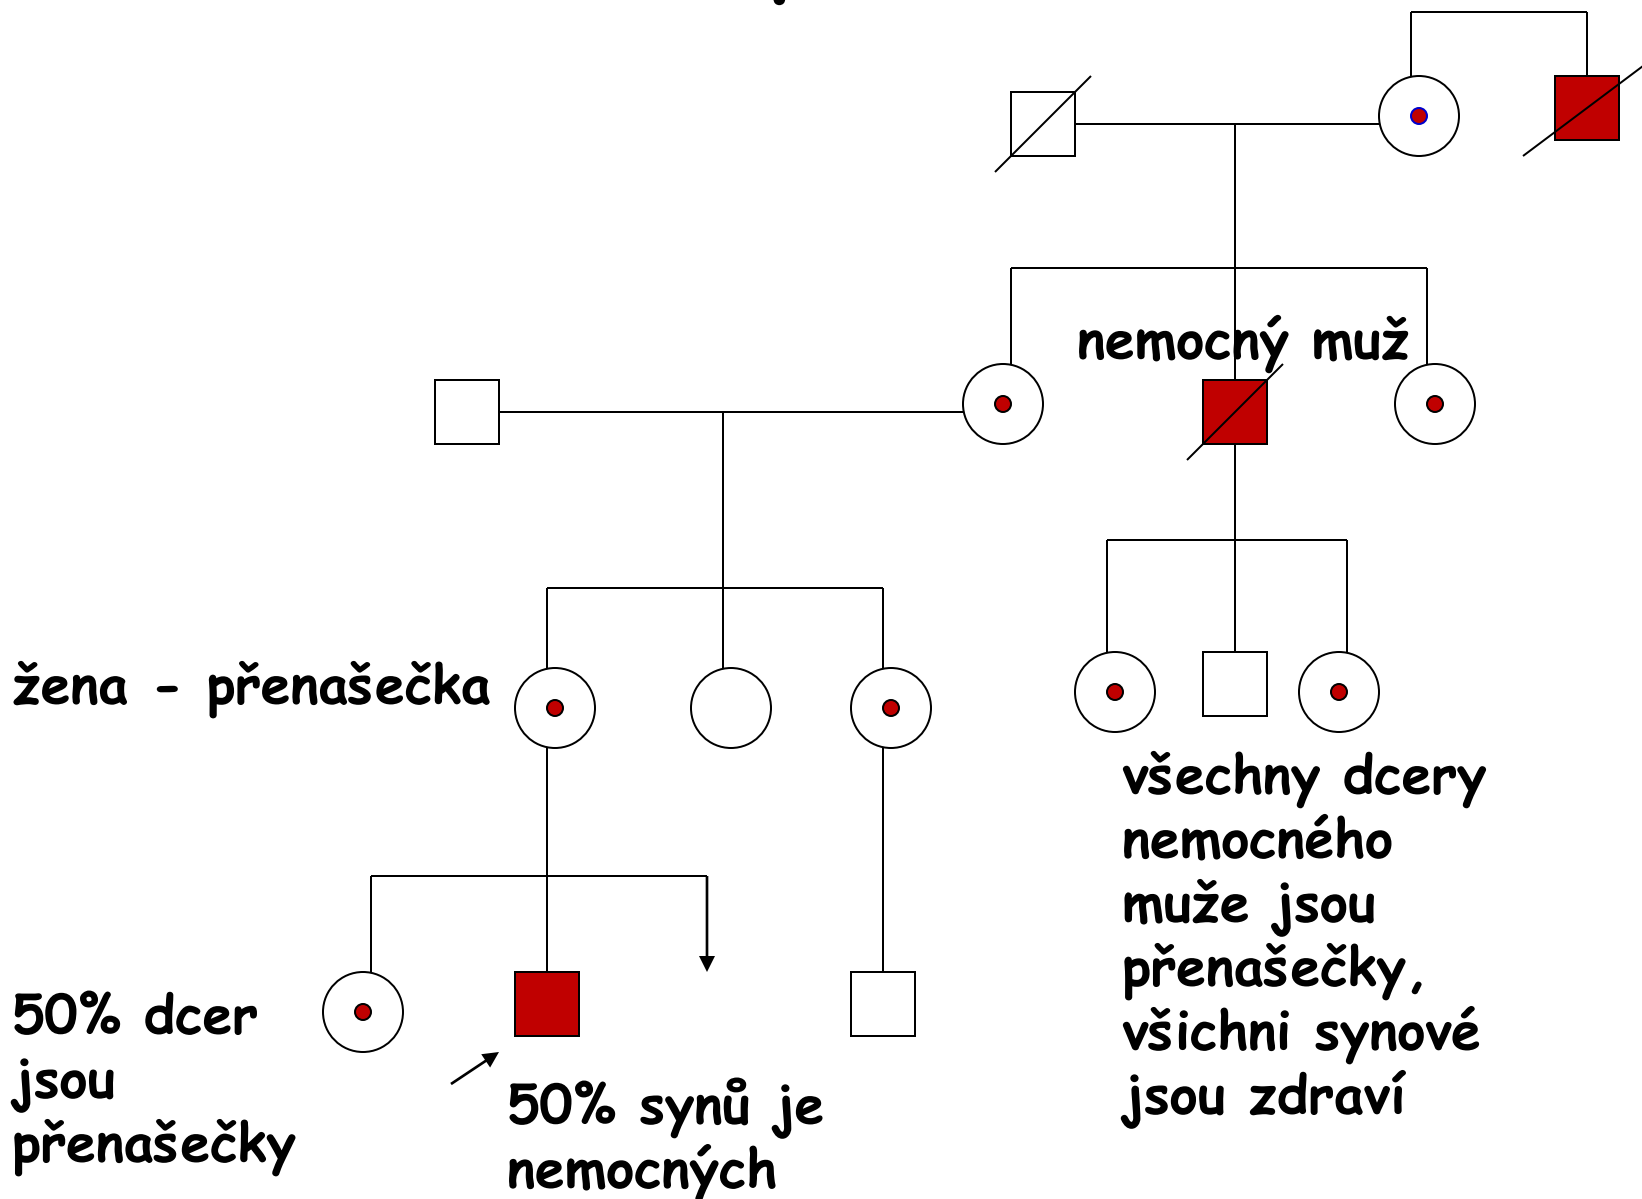 nemocný muž
žena - přenašečka
všechny dcery
nemocného
muže jsou
přenašečky,
všichni synové
jsou zdraví
50% dcer
jsou
přenašečky
50% synů je
nemocných